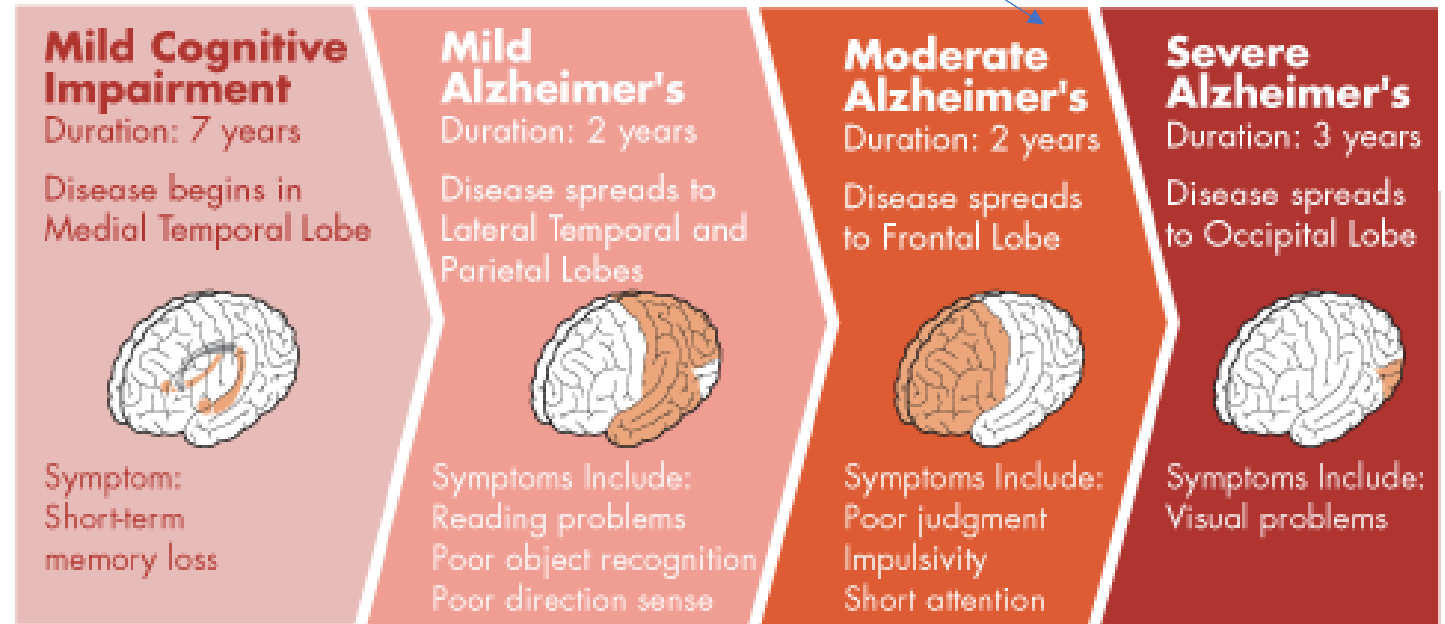 Mild Cognitive
Impairment
Duration: 7 years
Disease begins in
Medial Temporal Lobe
Symptom:
Short-term
memory loss
Mild
Alzheimer's
Duration: 2 years
Disease spreads to
Lateral Temporal and
Parietal Lobes
Symptoms Include:
Reading problems
Poor object recognition
Poor direction sense
Moderate
Alzheimer's
Duration: 2 years
Disease spreads
to Frontal Lobe
Symptoms Include:
Poor judgment
Impulsivity
Short attention
Severe
Alzheimer's
Duration: 3 years
Disease spreads
to Occipital Lobe
Symptoms Include:
Visual problems